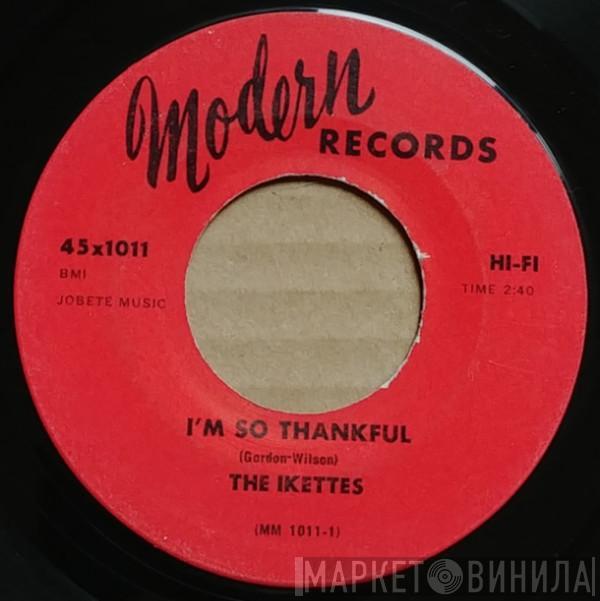 Modern
RECORDS
45x1011
BMI
JOBETE MUSIC
HI-FI
TIME 2:40
I'M SO THANKFUL
(Gordon-Wilson)
THE IKETTES
(MM 1011-1)
МАРКЕТ ВИНИЛА